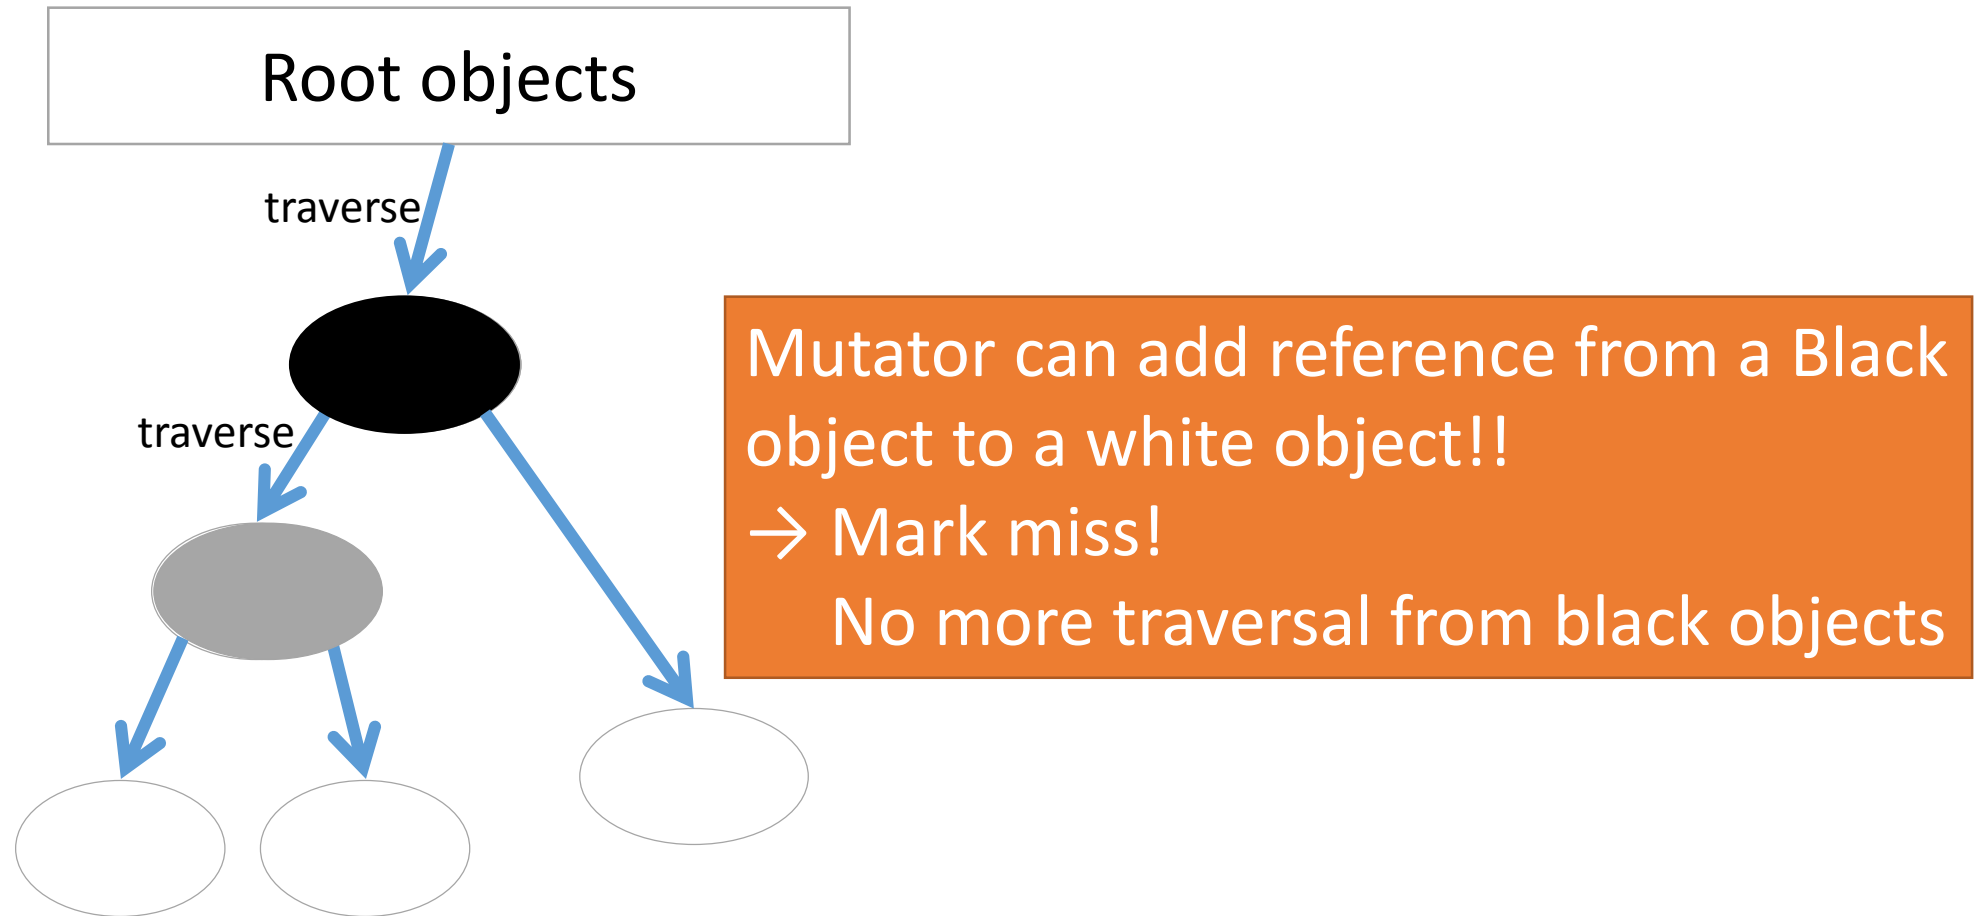 Root objects
traverse
traverse
Mutator can add reference from a Black
object to a white object!!
→ Mark miss!
No more traversal from black objects